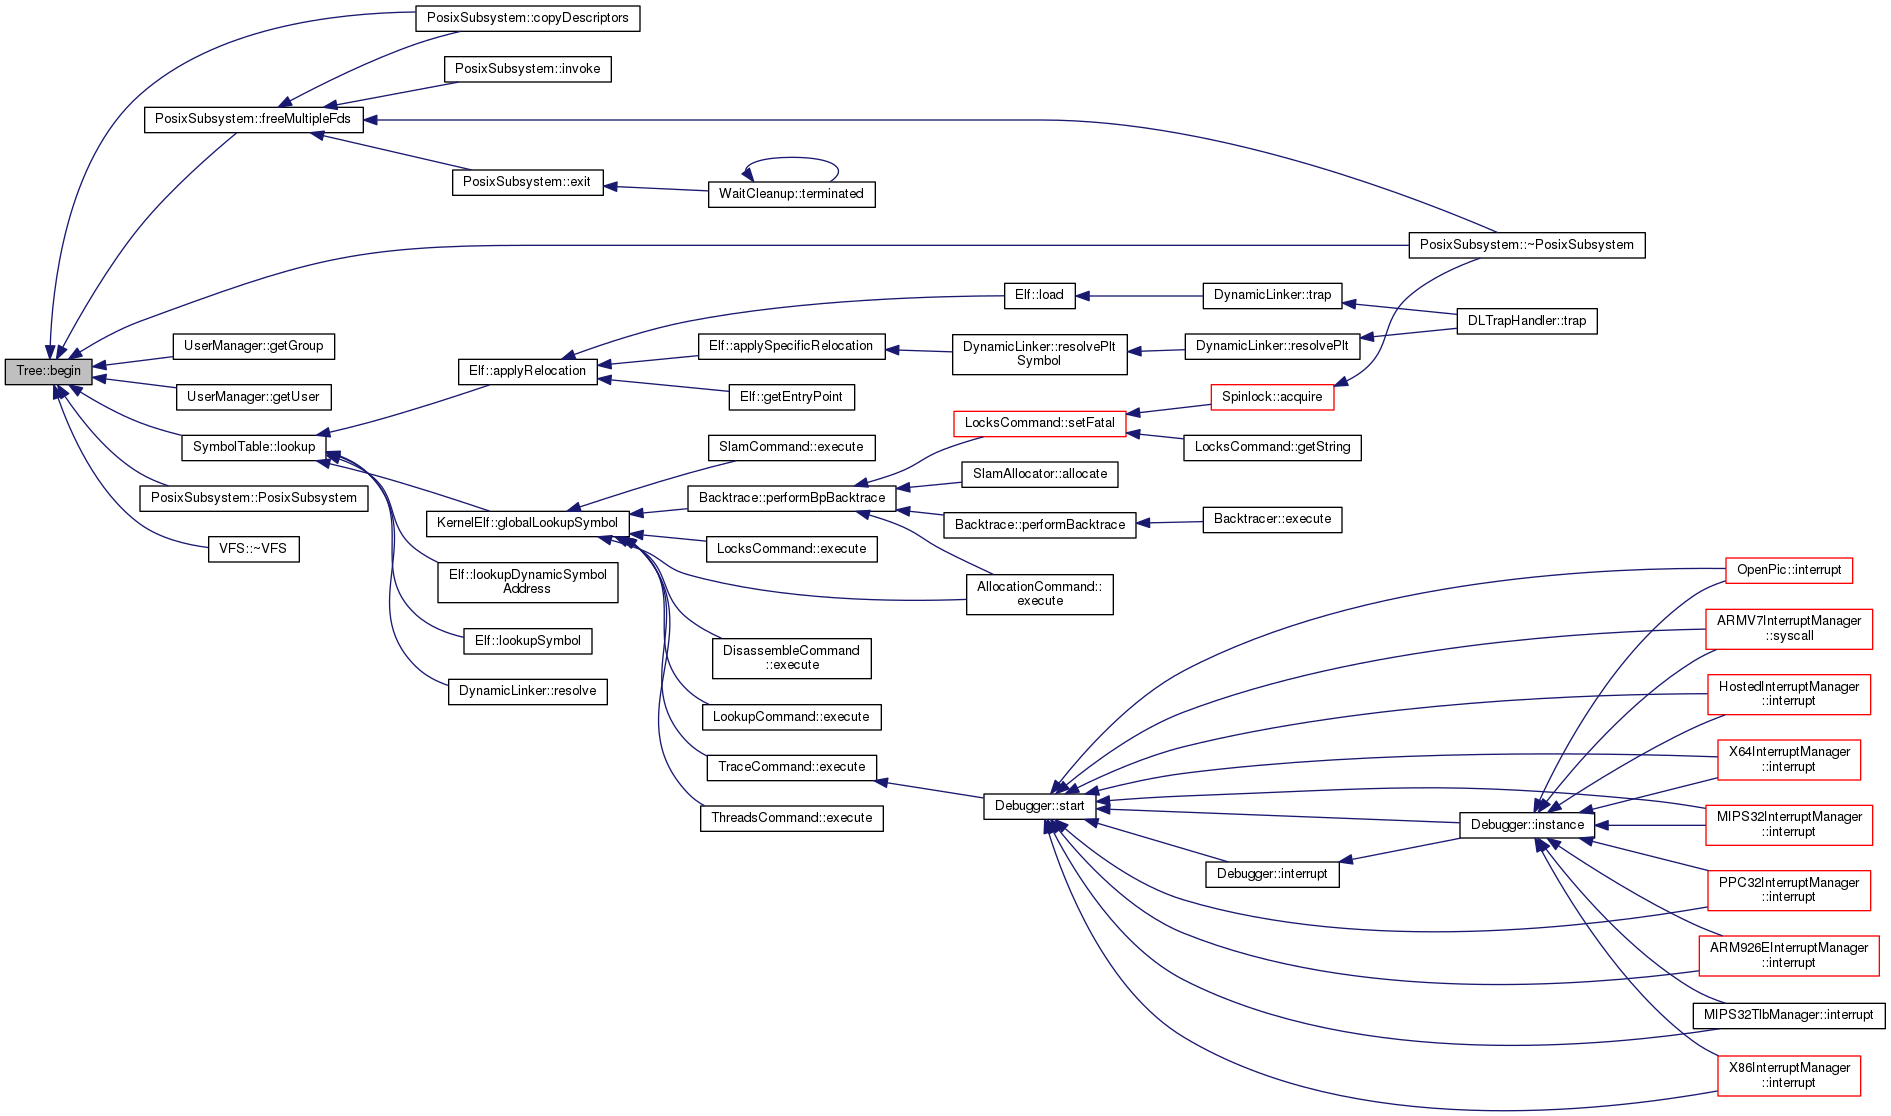 PosixSubsystem::copyDescriptors
PosixSubsystem::invoke
PosixSubsystem::freeMultipleFds
PosixSubsystem::exit
WaitCleanup::terminated
PosixSubsystem::~PosixSubsystem
Elf::load
DynamicLinker::trap
DLTrapHandler::trap
UserManager::getGroup
Elf::applySpecificRelocation
DynamicLinker::resolvePlt
Symbol
DynamicLinker::resolvePlt
Tree::begin
Elf::applyRelocation
UserManager::getUser
Elf::getEntryPoint
Spinlock::acquire
LocksCommand::setFatal
SymbolTable::lookup
SlamCommand::execute
LocksCommand::getString
SlamAllocator::allocate
PosixSubsystem::PosixSubsystem
Backtrace::performBpBacktrace
KernelElf::globalLookupSymbol
Backtrace::performBacktrace
Backtracer::execute
VFS::~VFS
LocksCommand::execute
Elf::lookupDynamicSymbol
Address
AllocationCommand::
execute
OpenPic::interrupt
Elf::lookupSymbol
DisassembleCommand
::execute
ARMV7InterruptManager
::syscall
DynamicLinker::resolve
LookupCommand::execute
HostedInterruptManager
::interrupt
TraceCommand::execute
X64InterruptManager
::interrupt
ThreadsCommand::execute
Debugger::start
Debugger::instance
MIPS32InterruptManager
::interrupt
Debugger::interrupt
PPC32InterruptManager
::interrupt
ARM926EInterruptManager
::interrupt
MIPS32TlbManager::interrupt
X86InterruptManager
::interrupt